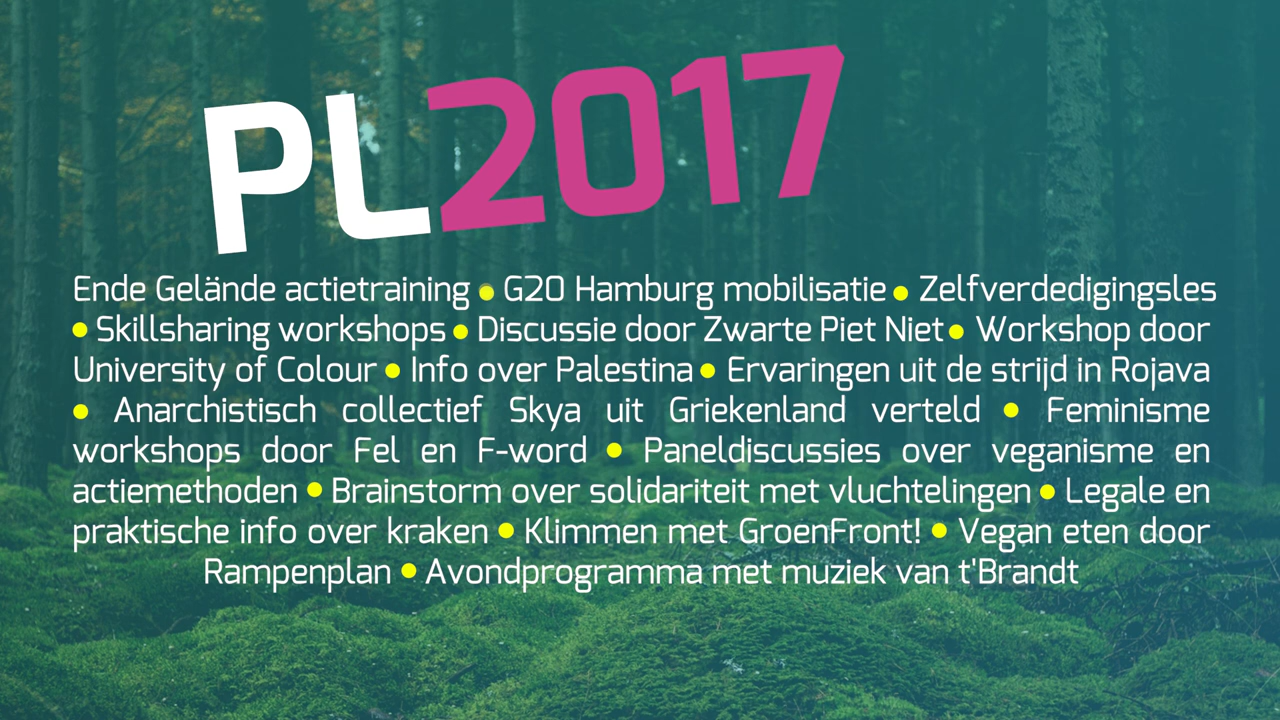 PL2017
Ende Gelände actietraining • G20 Hamburg mobilisatie • Zelfverdedigingsles
• Skillsharing workshops • Discussie door Zwarte Piet Niet • Workshop door
University of Colour • Info over Palestina • Ervaringen uit de strijd in Rojava
• Anarchistisch collectief Skya uit Griekenland verteld • Feminisme
workshops door Fel en F-word • Paneldiscussies over veganisme en
actiemethoden • Brainstorm over solidariteit met vluchtelingen • Legale en
praktische info over kraken • Klimmen met GroenFront! • Vegan eten door
Rampenplan • Avondprogramma met muziek van t'Brandt